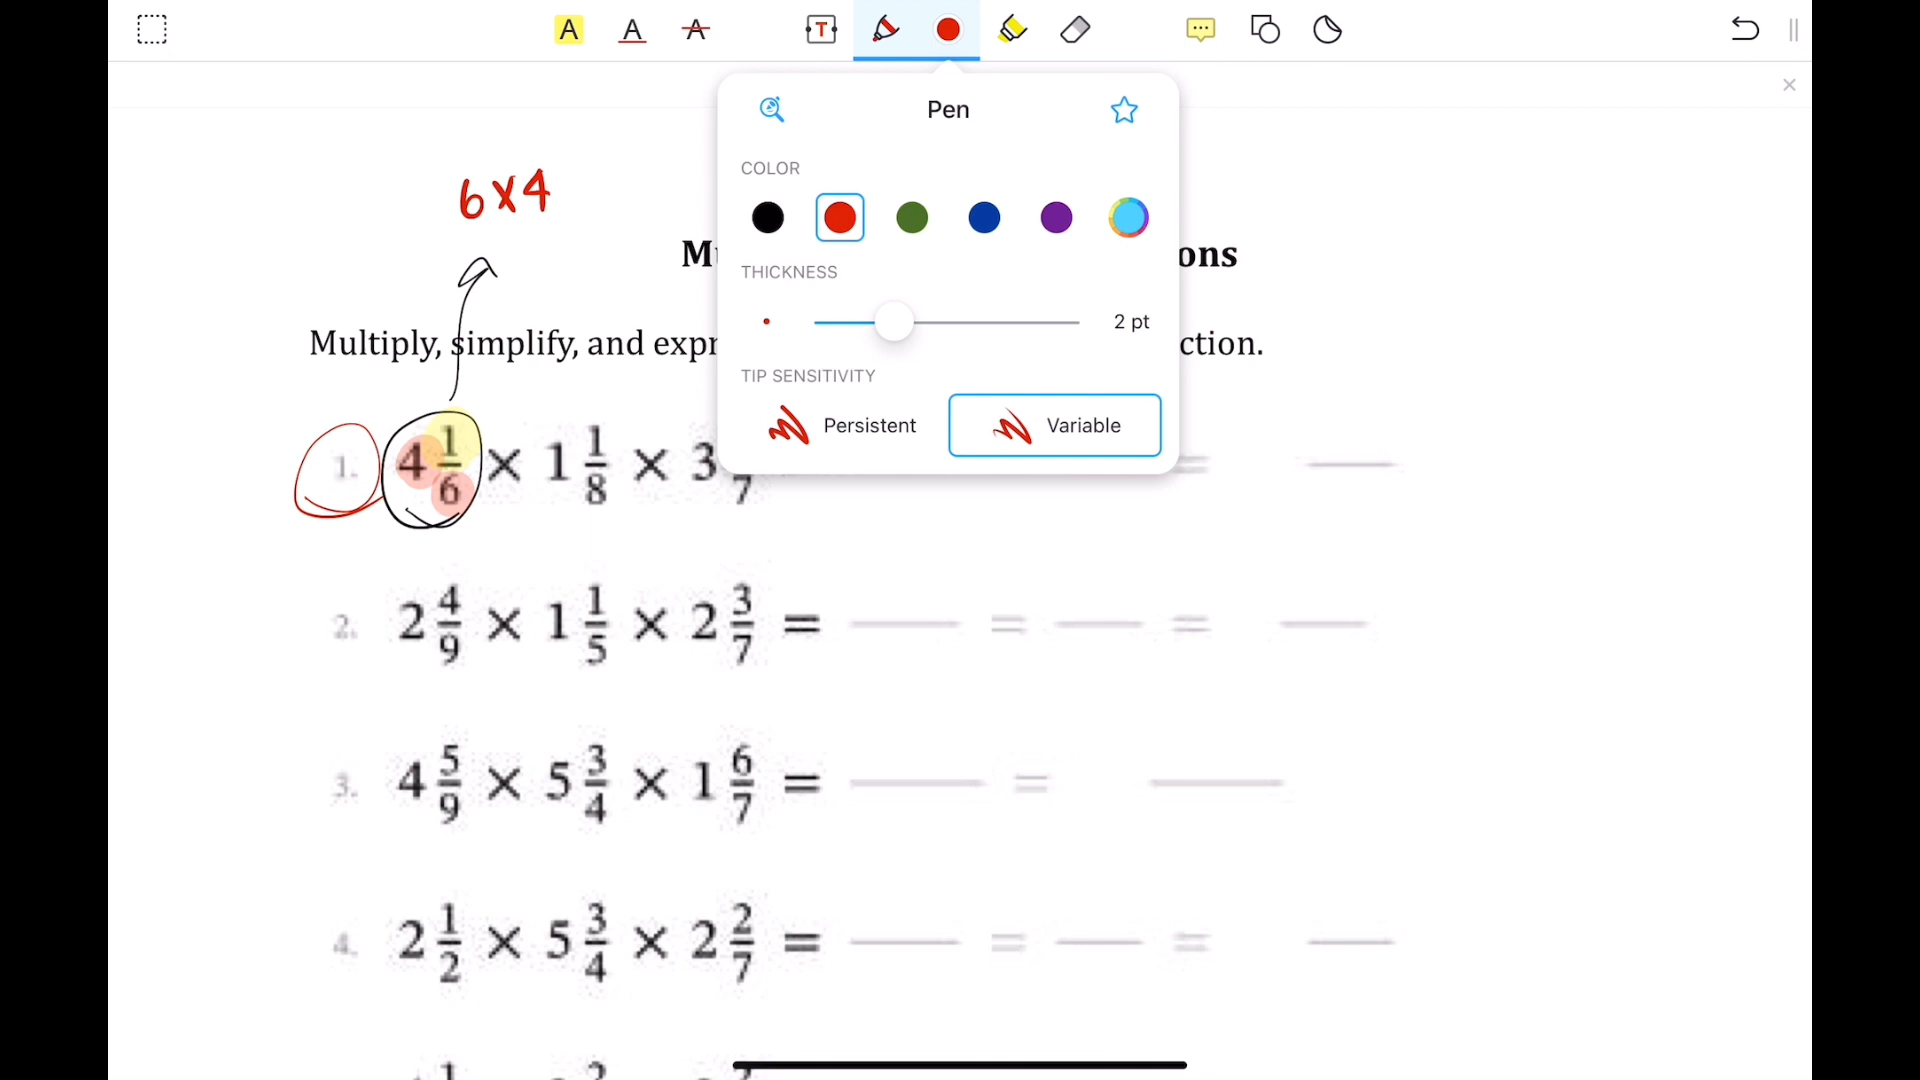 A A A T
Pen
COLOR
6x4
M ons
THICKNESS
2 pt
Multiply, simplify, and expr ction.
TIP SENSITIVITY
Persistent Variable
1. 4 1/6 × 1 1/8 × 3 /7 =
2. 2 4/9 × 1 1/5 × 2 3/7 = = =
3. 4 5/9 × 5 3/4 × 1 6/7 = =
4. 2 1/2 × 5 3/4 × 2 2/7 = = =